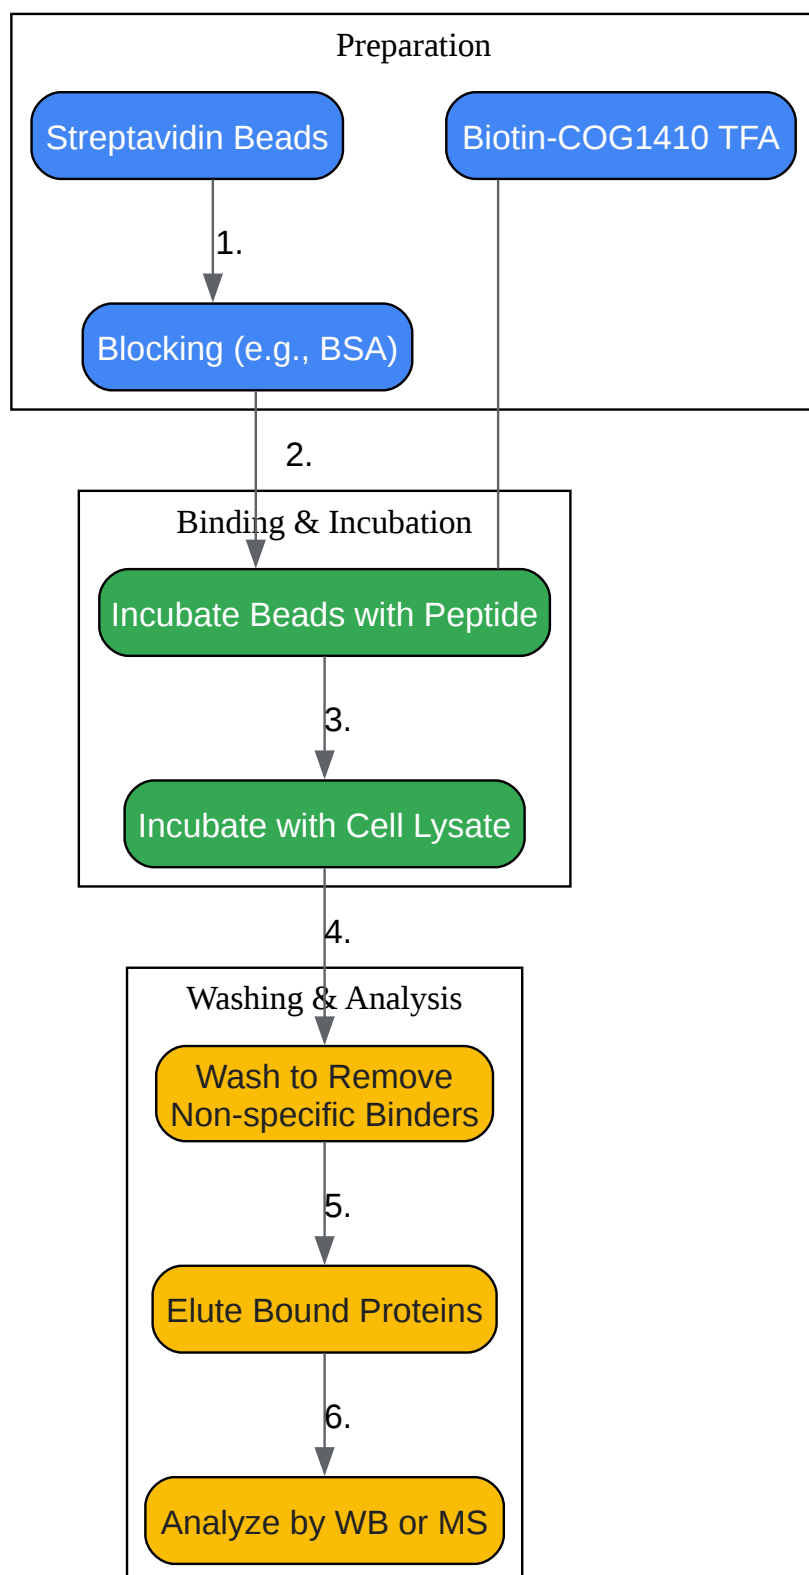 Preparation
Streptavidin Beads
Biotin-COG1410 TFA
1.
Blocking (e.g., BSA)
2.
Binding & Incubation
Incubate Beads with Peptide
3.
Incubate with Cell Lysate
4.
Washing & Analysis
Wash to Remove
Non-specific Binders
5.
Elute Bound Proteins
6.
Analyze by WB or MS